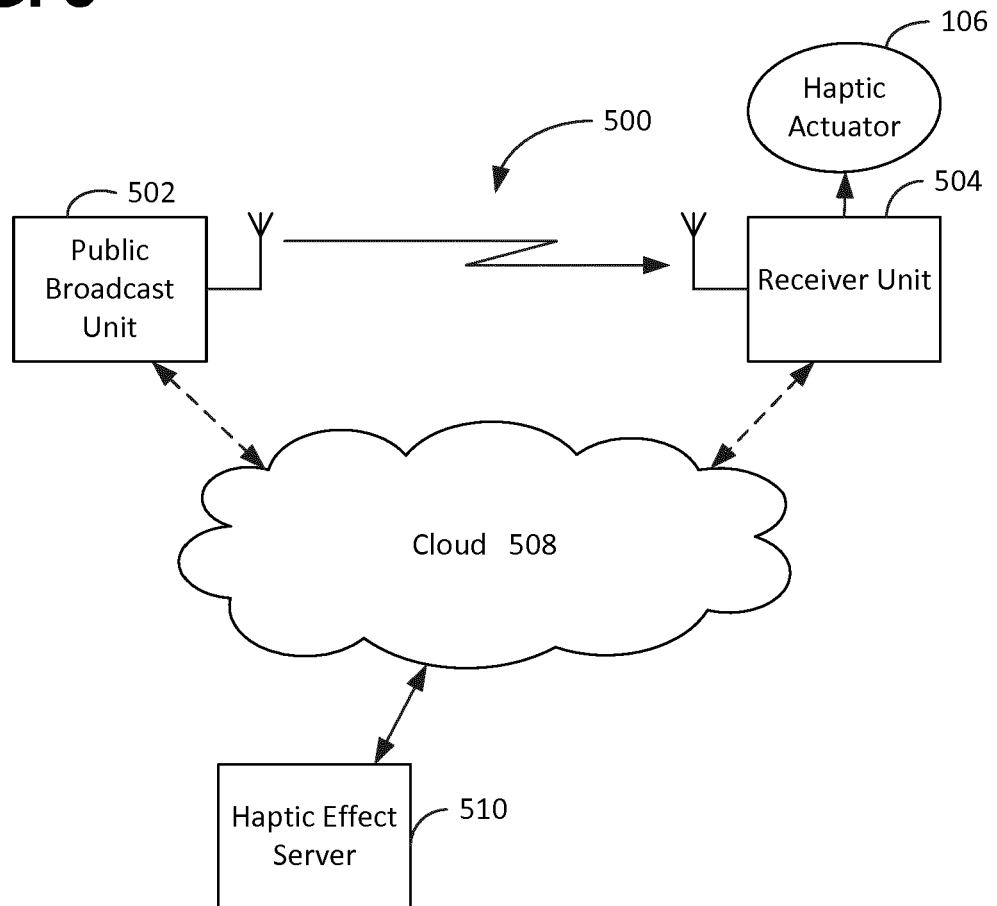 106
Haptic
Actuator
500
502
504
Public
Broadcast
Unit
Receiver Unit
Cloud 508
510
Haptic Effect
Server